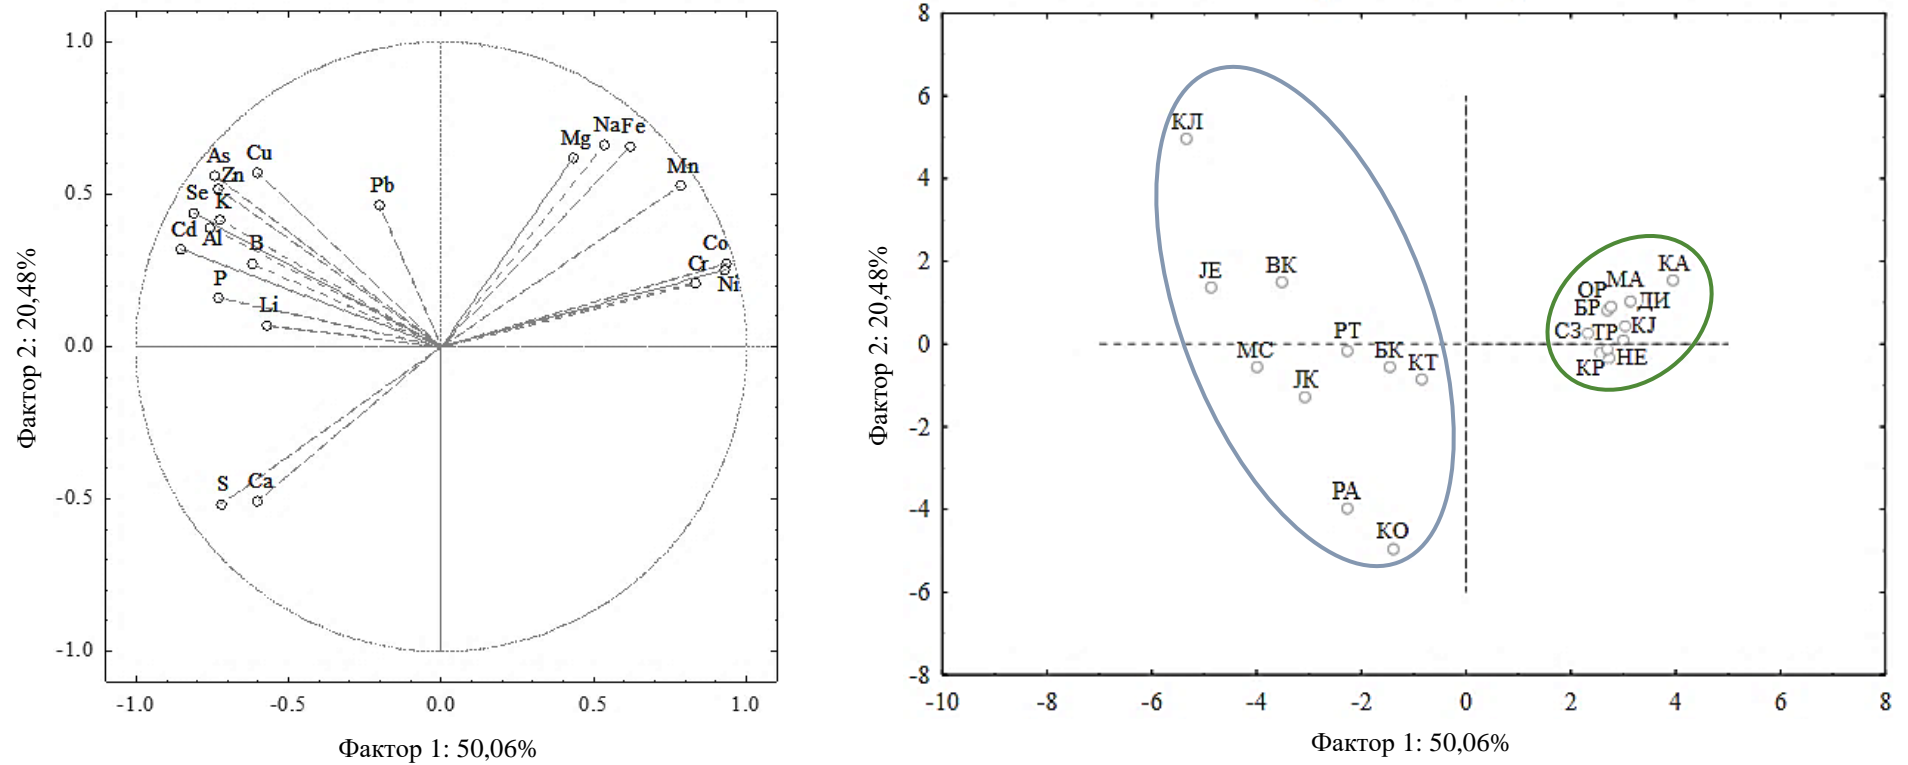 1.0
0.5
0.0
-0.5
-1.0
-1.0
-0.5
0.0
0.5
1.0
Фактор 2: 20,48%
Фактор 1: 50,06%
As
Cu
Zn
Se
K
Cd
Al
B
P
Li
Pb
Mg
Na
Fe
Mn
Co
Cr
Ni
S
Ca
8
6
4
2
0
-2
-4
-6
-8
-10
-8
-6
-4
-2
0
2
4
6
8
Фактор 2: 20,48%
Фактор 1: 50,06%
КЛ
ЈЕ
ВК
РТ
МС
БК
КТ
ЈК
РА
КО
КА
МА
ОР
ДИ
БР
КЈ
СЗ
ТР
НЕ
КР